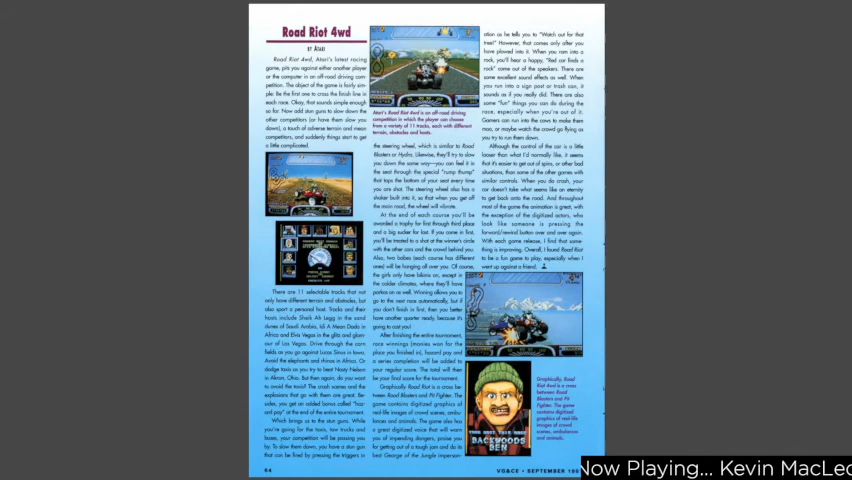 Road Riot 4wd
BY ATARI
Road Riot 4wd, Atari's latest racing
game, pits you against either another player
or the computer in an off-road driving com-
petition. The object of the game is fairly sim-
ple: Be the first one to cross the finish line in
each race. Okay, that sounds simple enough
so far. Now add stun guns to slow down the
other competitors (or have them slow you
down), a touch of adverse terrain and mean
competitors, and suddenly things start to get
a little complicated.
There are 11 selectable tracks that not
only have different terrain and obstacles, but
also sport a personal host. Tracks and their
hosts include Sheik Ah Legg in the sand
dunes of Saudi Arabia, Idi A Mean Dada in
Africa and Elvis Vegas in the glitz and glam-
our of Las Vegas. Drive through the corn
fields as you go against Lucas Sinus in Iowa.
Avoid the elephants and rhinos in Africa. Or
dodge taxis as you try to beat Nasty Nelson
in Akron, Ohio. But then again, do you want
to avoid the taxis? The crash scenes and the
explosions that go with them are great. Be-
sides, you get an added bonus called "haz-
ard pay" at the end of the entire tournament.
Which brings us to the stun guns. While
you're going for the taxis, tow trucks and
buses, your competition will be passing you
by. To slow them down, you have a stun gun
that can be fired by pressing the triggers in
64
Atari's Road Riot 4wd is an off-road driving
competition in which the player can choose
from a variety of 11 tracks, each with different
terrain, obstacles and hosts.
the steering wheel, which is similar to Road
Blasters or Hydra. Likewise, they'll try to slow
you down the same way—you can feel it in
the seat through the special "rump thump"
that taps the bottom of your seat every time
you are shot. The steering wheel also has a
shaker built into it, so that when you get off
the main road, the wheel will vibrate.
At the end of each course you'll be
awarded a trophy for first through third place
and a big sucker for last. If you came in first,
you'll be treated to a shot at the winner's circle
with the other cars and the crowd behind you.
Also, two babes (each course has different
ones) will be hanging all over you. Of course,
the girls only have bikinis on, except in
the colder climates, where they'll have
parkas on as well. Winning allows you to
go to the next race automatically, but if
you don't finish in first, then you better
have another quarter ready, because it's
going to cost you!
After finishing the entire tournament,
race winnings (monies won for the
place you finished in), hazard pay and
a series completion will be added to
your regular score. The total will then
be your final score for the tournament.
Graphically Road Riot is a cross be-
tween Road Blasters and Pit Fighter. The
game contains digitized graphics of
real-life images of crowd scenes, ambu-
lances and animals. The game also has
a great digitized voice that will warn
you of impending dangers, praise you
for getting out of a tough jam and do its
best George of the Jungle imperson-
ation as he tells you to "Watch out for that
tree!" However, that comes only after you
have plowed into it. When you ram into a
rock, you'll hear a happy, "Red car finds a
rock" come out of the speakers. There are
some excellent sound effects as well. When
you run into a sign post or trash can, it
sounds as if you really did. There are also
some "fun" things you can do during the
race, especially when you're out of it.
Gamers can run into the cows to make them
moo, or maybe watch the crowd go flying as
you try to run them down.
Although the control of the car is a little
looser than what I'd normally like, it seems
that it's easier to get out of spins, or other bad
situations, than some of the other games with
similar controls. When you do crash, your
car doesn't take what seems like an eternity
to get back onto the road. And throughout
most of the game the animation is great, with
the exception of the digitized actors, who
look like someone is pressing the
forward/rewind button over and over again.
With each game release, I find that some-
thing is improving. Overall, I found Road Riot
to be a fun game to play, especially when I
went up against a friend.
BACKWOODS
BEN
Graphically, Road
Riot 4wd is a cross
between Road
Blasters and Pit
Fighter. The game
contains digitized
graphics of real-life
images of crowd
scenes, ambulances
and animals.
VG&CE • SEPTEMBER 199
Now Playing... Kevin MacLeo